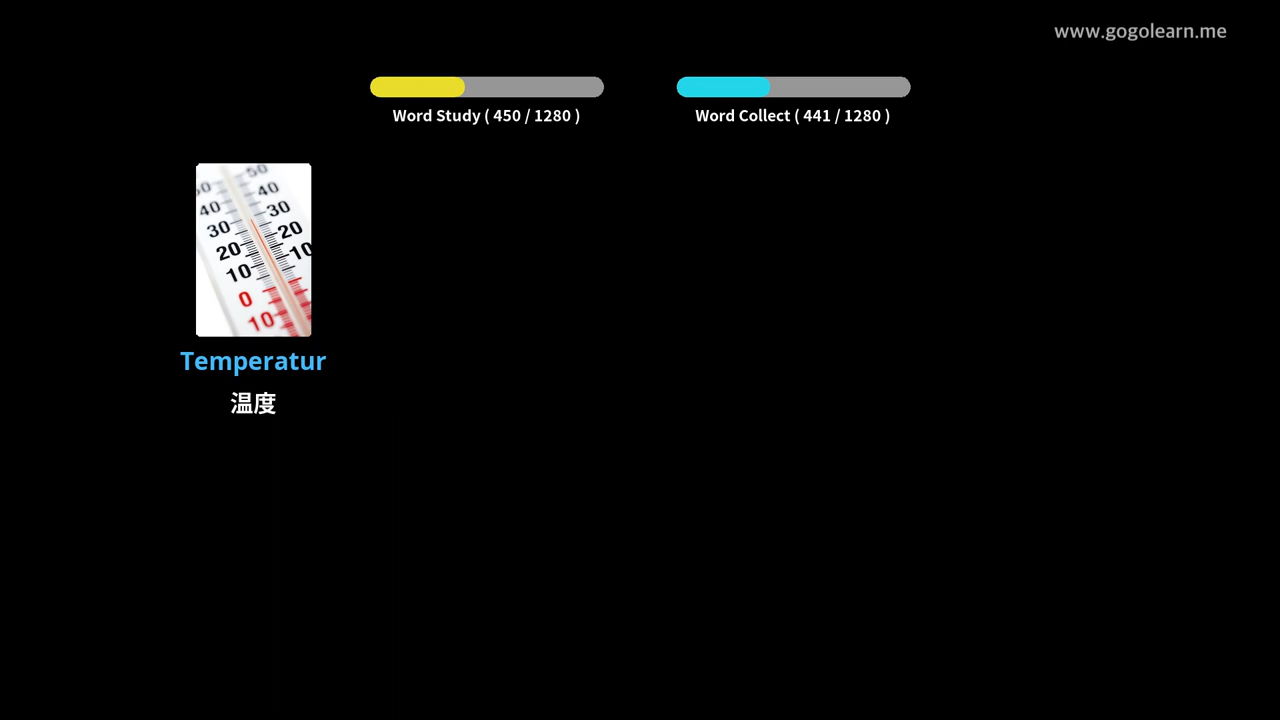 www.gogolearn.me
Word Study ( 450 / 1280 )
Word Collect ( 441 / 1280 )
50
50
40
40
30
30
20
20
10
10
0
10
Temperatur
温度